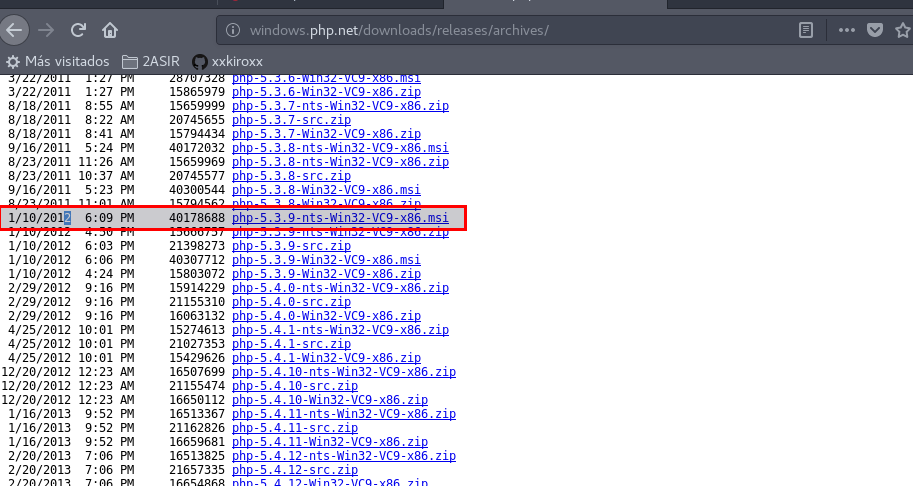 windows.php.net/downloads/releases/archives/
Más visitados 2ASIR xxkiroxx
3/22/2011 1:27 PM 28707328 php-5.3.6-Win32-VC9-x86.msi
3/22/2011 1:27 PM 15865979 php-5.3.6-Win32-VC9-x86.zip
8/18/2011 8:55 AM 15659999 php-5.3.7-nts-Win32-VC9-x86.zip
8/18/2011 8:22 AM 20745655 php-5.3.7-src.zip
8/18/2011 8:41 AM 15794434 php-5.3.7-Win32-VC9-x86.zip
9/16/2011 5:24 PM 40172032 php-5.3.8-nts-Win32-VC9-x86.msi
8/23/2011 11:26 AM 15659969 php-5.3.8-nts-Win32-VC9-x86.zip
8/23/2011 10:37 AM 20745577 php-5.3.8-src.zip
9/16/2011 5:23 PM 40300544 php-5.3.8-Win32-VC9-x86.msi
8/23/2011 11:01 AM 15794562 php-5.3.8-Win32-VC9-x86.zip
1/10/2012 6:09 PM 40178688 php-5.3.9-nts-Win32-VC9-x86.msi
1/10/2012 4:50 PM 15666757 php-5.3.9-nts-Win32-VC9-x86.zip
1/10/2012 6:03 PM 21398273 php-5.3.9-src.zip
1/10/2012 6:06 PM 40307712 php-5.3.9-Win32-VC9-x86.msi
1/10/2012 4:24 PM 15803072 php-5.3.9-Win32-VC9-x86.zip
2/29/2012 9:16 PM 15914229 php-5.4.0-nts-Win32-VC9-x86.zip
2/29/2012 9:16 PM 21155310 php-5.4.0-src.zip
2/29/2012 9:16 PM 16063132 php-5.4.0-Win32-VC9-x86.zip
4/25/2012 10:01 PM 15274613 php-5.4.1-nts-Win32-VC9-x86.zip
4/25/2012 10:01 PM 21027353 php-5.4.1-src.zip
4/25/2012 10:01 PM 15429626 php-5.4.1-Win32-VC9-x86.zip
12/20/2012 12:23 AM 16507699 php-5.4.10-nts-Win32-VC9-x86.zip
12/20/2012 12:23 AM 21155474 php-5.4.10-src.zip
12/20/2012 12:23 AM 16650112 php-5.4.10-Win32-VC9-x86.zip
1/16/2013 9:52 PM 16513367 php-5.4.11-nts-Win32-VC9-x86.zip
1/16/2013 9:52 PM 21162826 php-5.4.11-src.zip
1/16/2013 9:52 PM 16659681 php-5.4.11-Win32-VC9-x86.zip
2/20/2013 7:06 PM 16513825 php-5.4.12-nts-Win32-VC9-x86.zip
2/20/2013 7:06 PM 21657335 php-5.4.12-src.zip
2/20/2013 7:06 PM 16654868 php-5.4.12-Win32-VC9-x86.zip